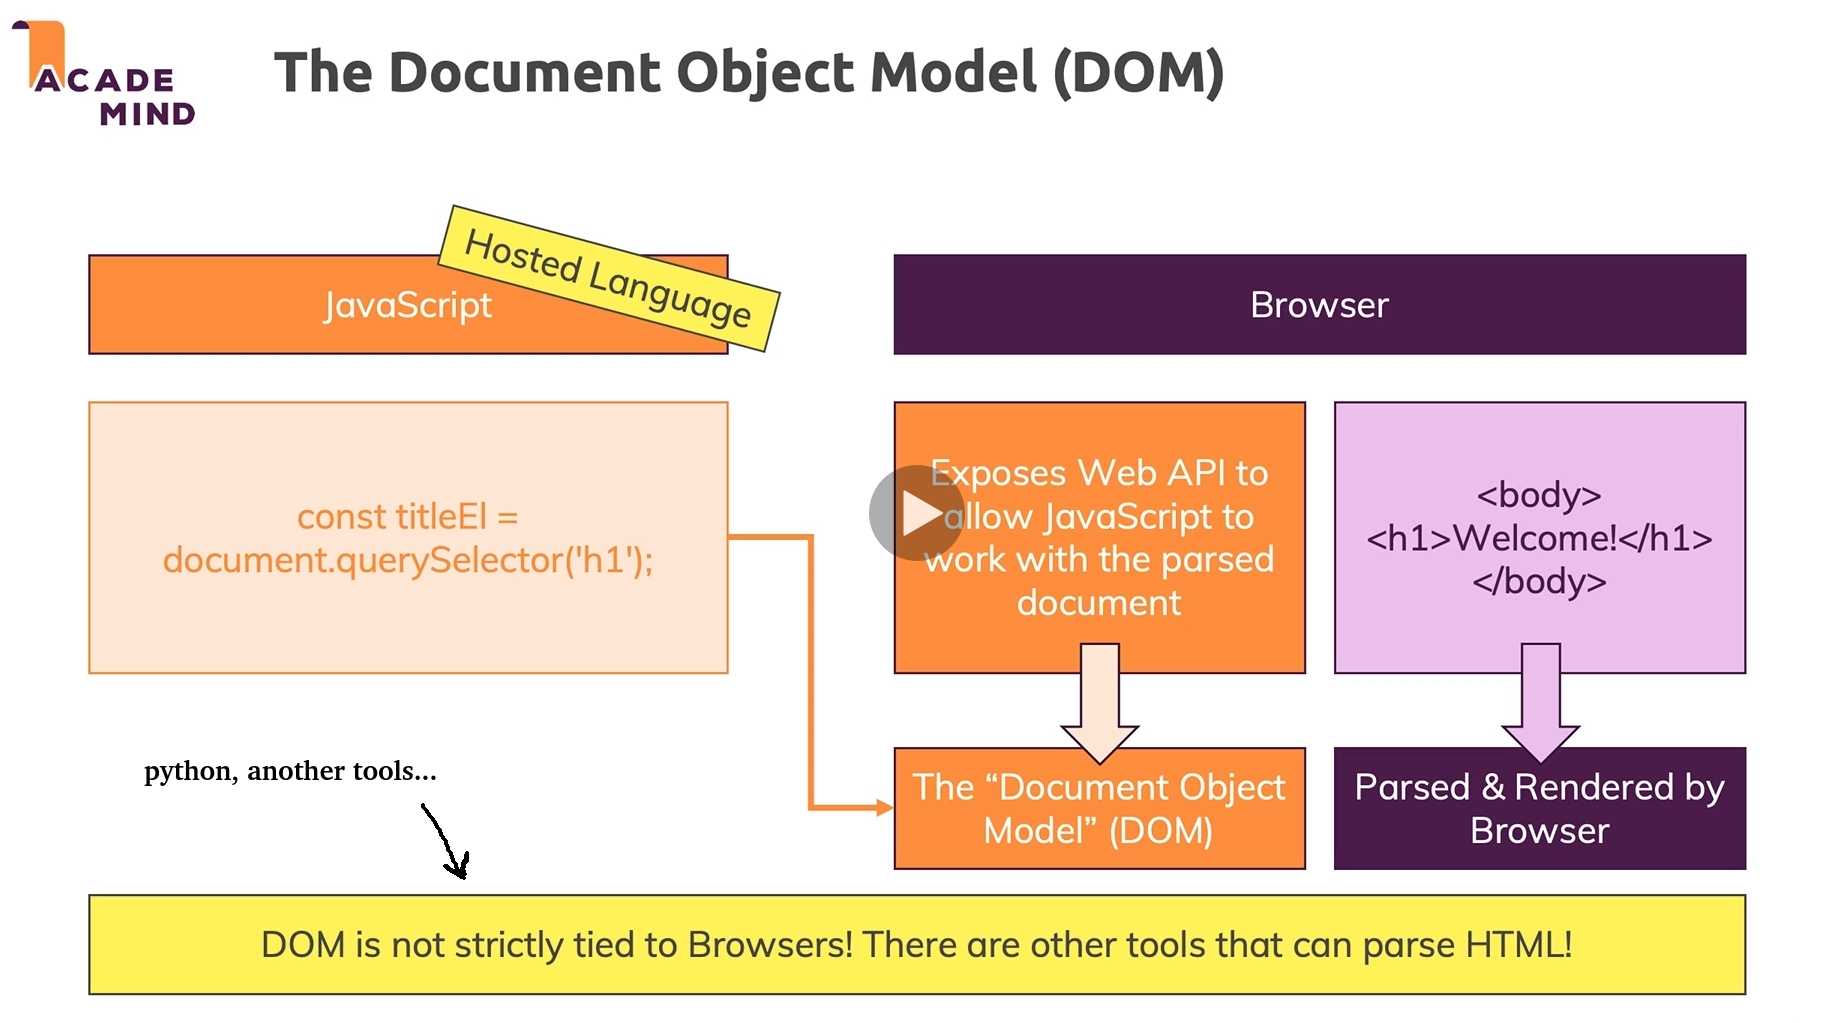 ACADE
MIND
The Document Object Model (DOM)
Hosted Language
JavaScript
Browser
const titleEl =
document.querySelector('h1');
Exposes Web API to
allow JavaScript to
work with the parsed
document
<body>
<h1>Welcome!</h1>
</body>
python, another tools...
The “Document Object
Model” (DOM)
Parsed & Rendered by
Browser
DOM is not strictly tied to Browsers! There are other tools that can parse HTML!